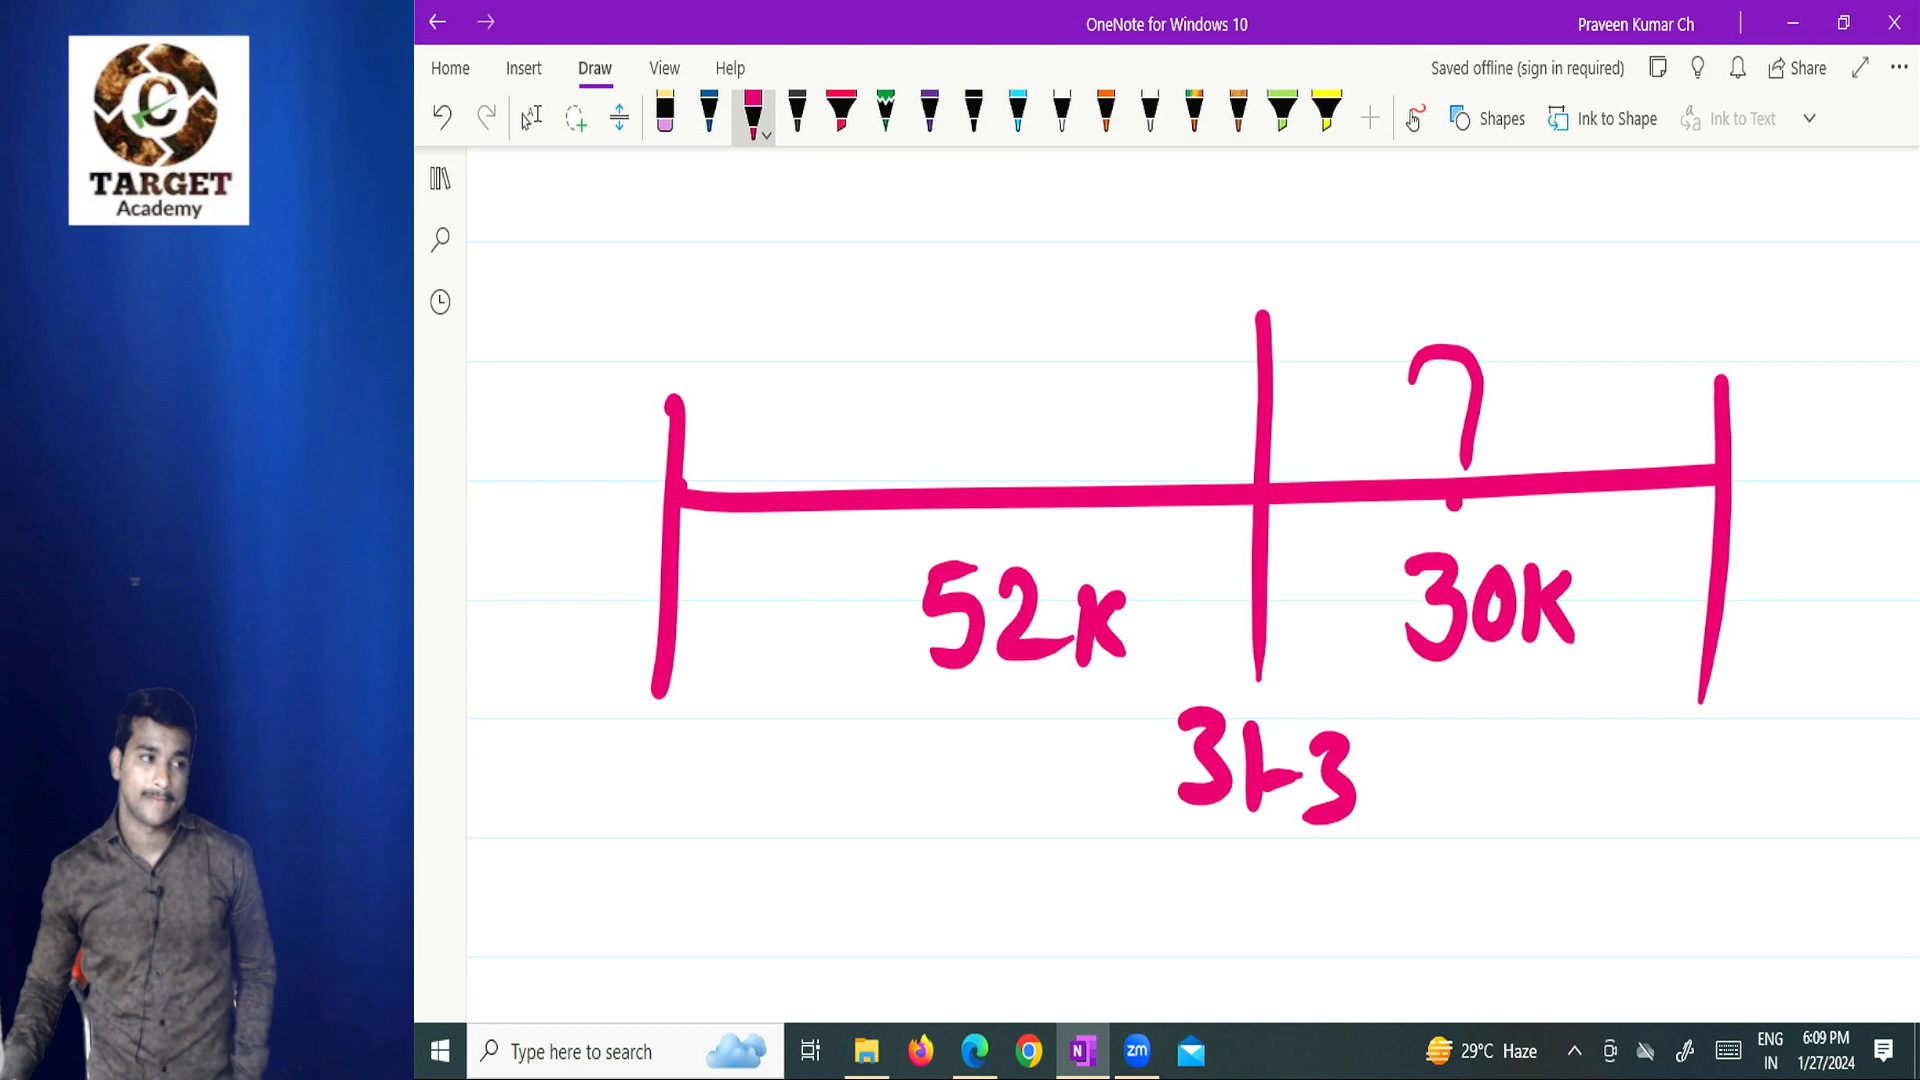 TARGET
Academy
OneNote for Windows 10
Praveen Kumar Ch
Home Insert Draw View Help
Saved offline (sign in required)
Share
Shapes
Ink to Shape
Ink to Text
?
52K
30K
Type here to search
zm
29°C Haze
ENG
IN
6:09 PM
1/27/2024